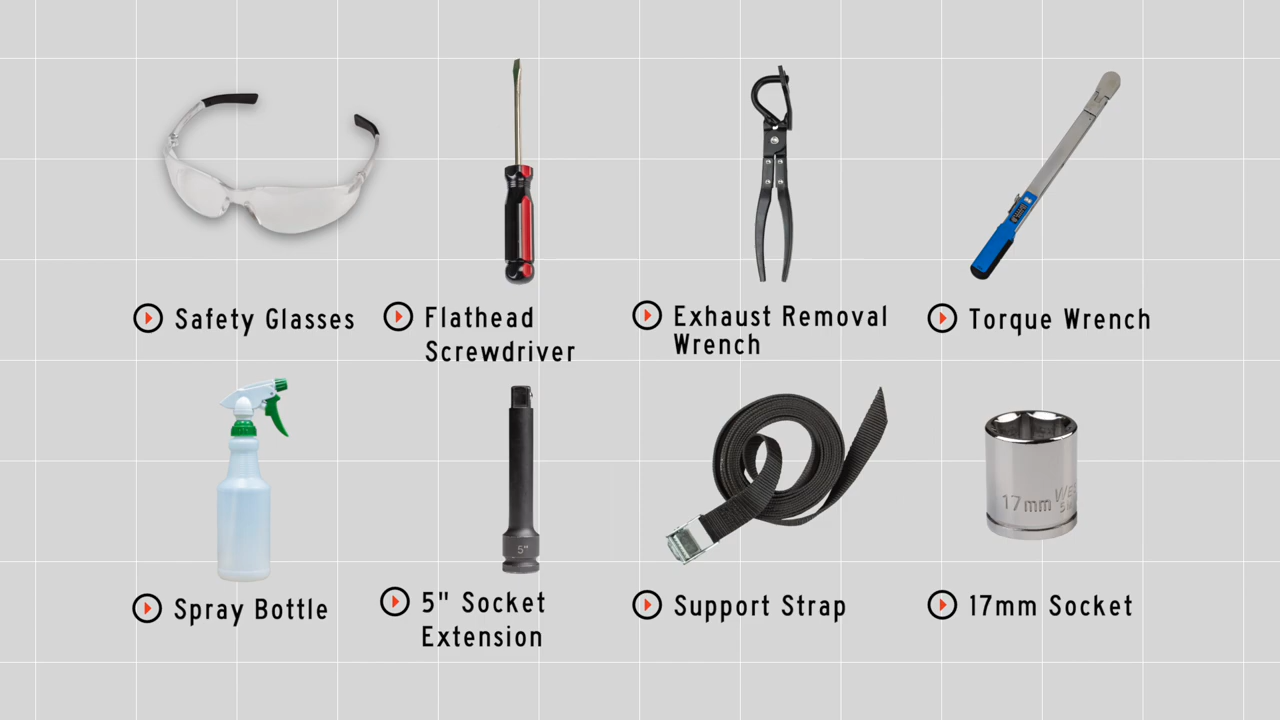 Safety Glasses
Flathead
Screwdriver
Exhaust Removal
Wrench
Torque Wrench
Spray Bottle
5"
5" Socket
Extension
Support Strap
17mm
17mm Socket